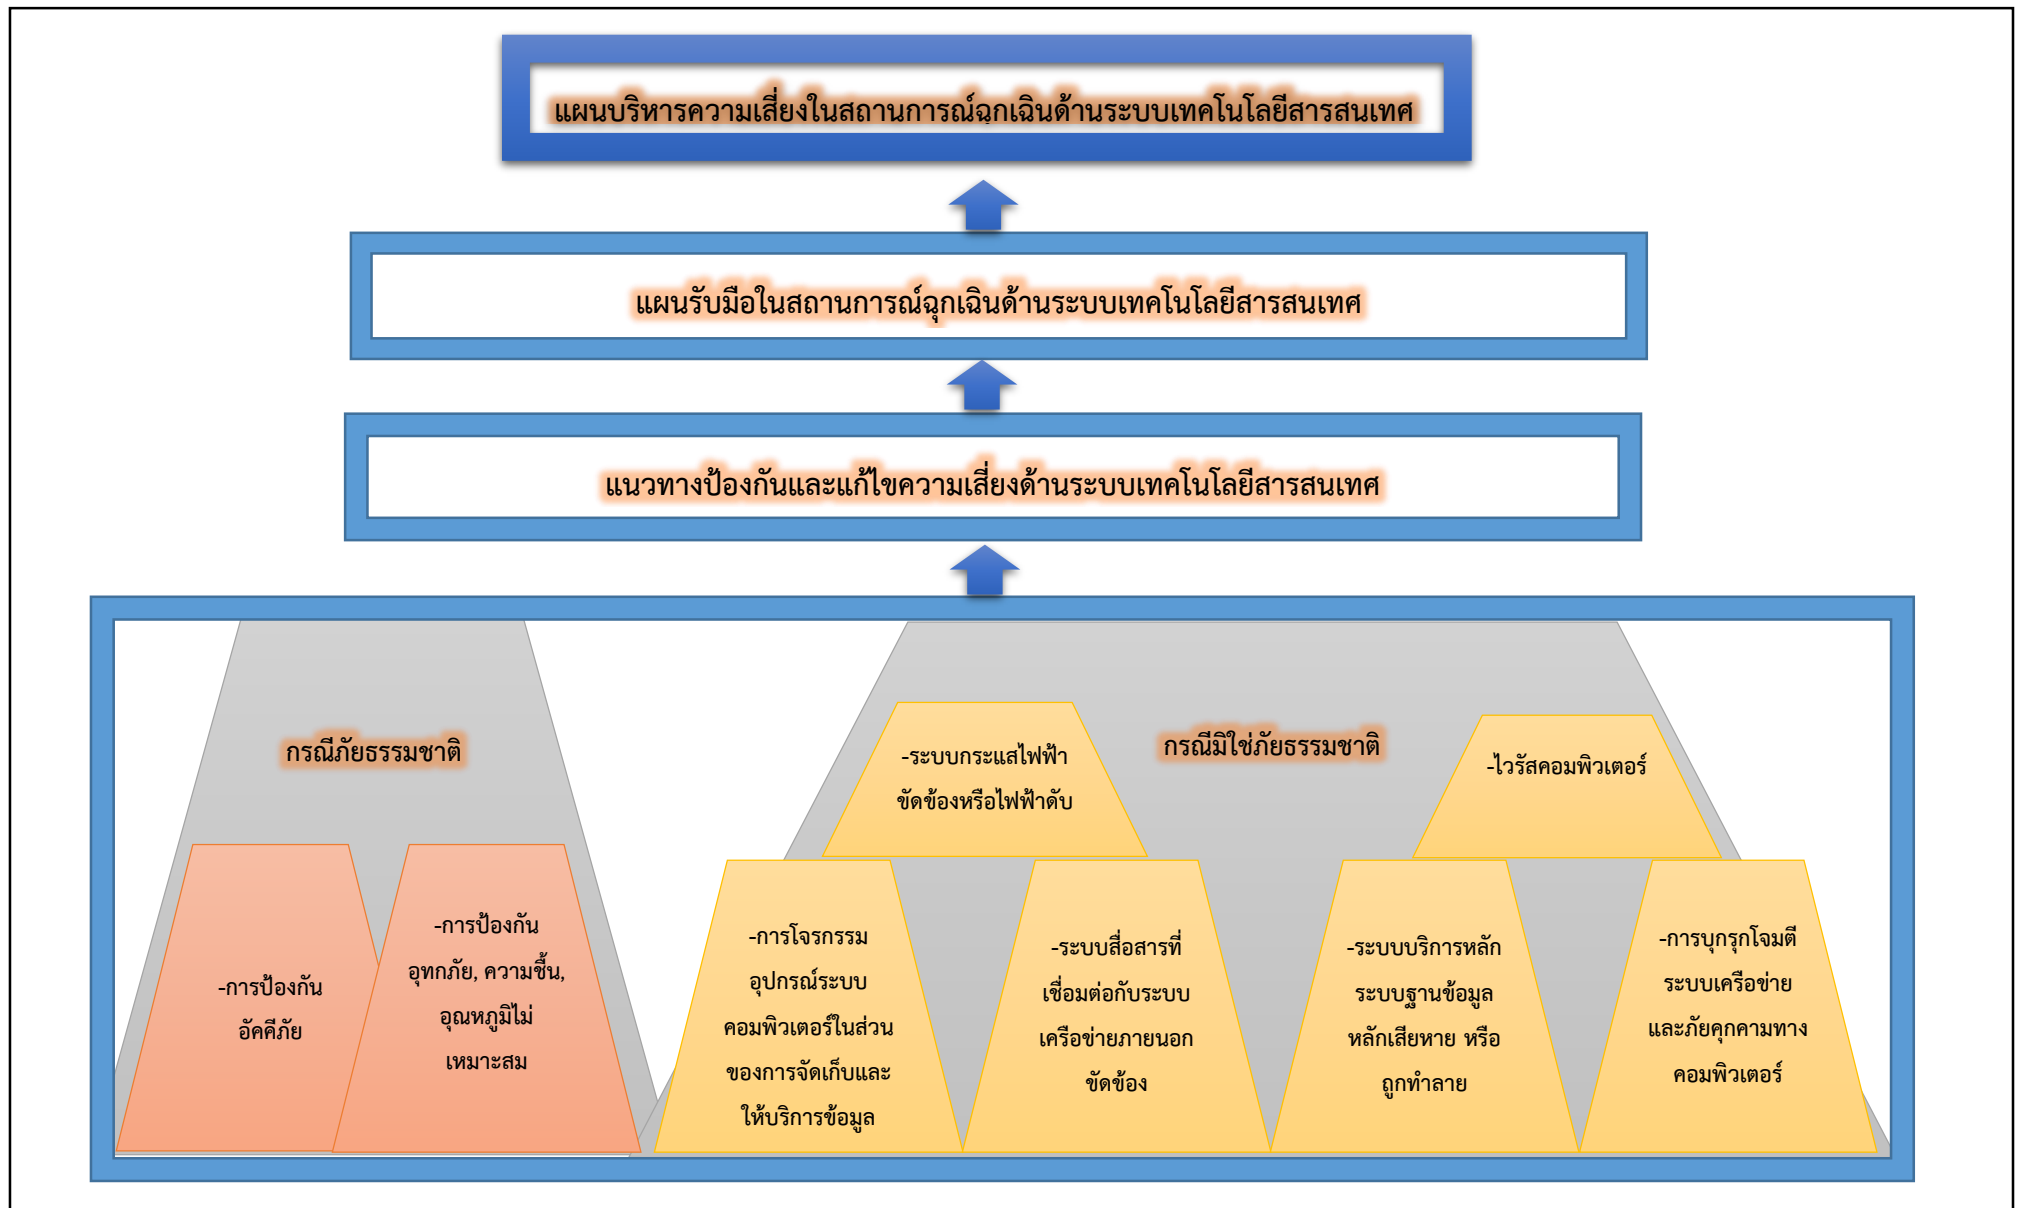 แผนบริหารความเสี่ยงในสถานการณ์ฉุกเฉินด้านระบบเทคโนโลยีสารสนเทศ
แผนรับมือในสถานการณ์ฉุกเฉินด้านระบบเทคโนโลยีสารสนเทศ
แนวทางป้องกันและแก้ไขความเสี่ยงด้านระบบเทคโนโลยีสารสนเทศ
กรณีภัยธรรมชาติ
-การป้องกัน
อัคคีภัย
-การป้องกัน
อุทกภัย, ความชื้น,
อุณหภูมิไม่
เหมาะสม
กรณีมิใช่ภัยธรรมชาติ
-ระบบกระแสไฟฟ้า
ขัดข้องหรือไฟฟ้าดับ
-ไวรัสคอมพิวเตอร์
-การโจรกรรม
อุปกรณ์ระบบ
คอมพิวเตอร์ในส่วน
ของการจัดเก็บและ
ให้บริการข้อมูล
-ระบบสื่อสารที่
เชื่อมต่อกับระบบ
เครือข่ายภายนอก
ขัดข้อง
-ระบบบริการหลัก
ระบบฐานข้อมูล
หลักเสียหาย หรือ
ถูกทำลาย
-การบุกรุกโจมตี
ระบบเครือข่าย
และภัยคุกคามทาง
คอมพิวเตอร์